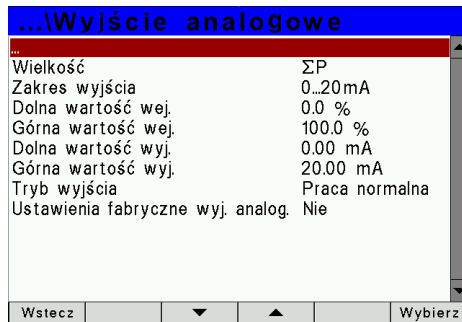 ...\Wyjście analogowe
...
Wielkość ΣP
Zakres wyjścia 0...20mA
Dolna wartość wej. 0.0 %
Górna wartość wej. 100.0 %
Dolna wartość wyj. 0.00 mA
Górna wartość wyj. 20.00 mA
Tryb wyjścia Praca normalna
Ustawienia fabryczne wyj. analog. Nie
Wstecz Wybierz